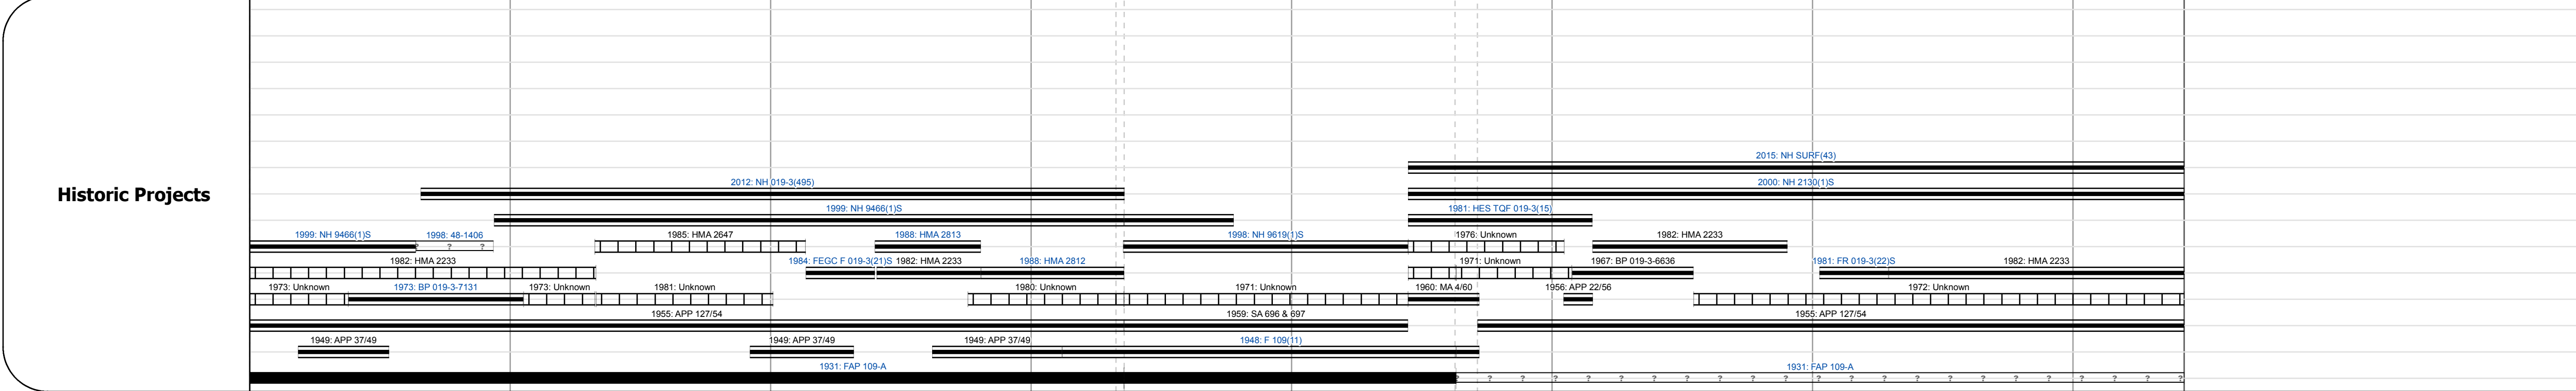 2015: NH SURF(43)
2012: NH 019-3(495)
2000: NH 2130(1)S
1999: NH 9466(1)S
1981: HES TQF 019-3(15)
Historic Projects
1999: NH 9466(1)S
1998: 48-1406
? ? ?
1985: HMA 2647
1988: HMA 2813
1998: NH 9619(1)S
1976: Unknown
1982: HMA 2233
1982: HMA 2233
1984: FEGC F 019-3(21)S
1982: HMA 2233
1988: HMA 2812
1971: Unknown
1967: BP 019-3-6636
1981: FR 019-3(22)S
1982: HMA 2233
1973: Unknown
1973: BP 019-3-7131
1973: Unknown
1981: Unknown
1980: Unknown
1971: Unknown
1960: MA 4/60
1956: APP 22/56
1972: Unknown
1955: APP 127/54
1959: SA 696 & 697
1955: APP 127/54
1949: APP 37/49
1949: APP 37/49
1949: APP 37/49
1948: F 109(11)
1931: FAP 109-A
1931: FAP 109-A
? ? ? ? ? ? ? ? ? ? ? ? ? ? ? ? ? ? ? ? ? ? ?